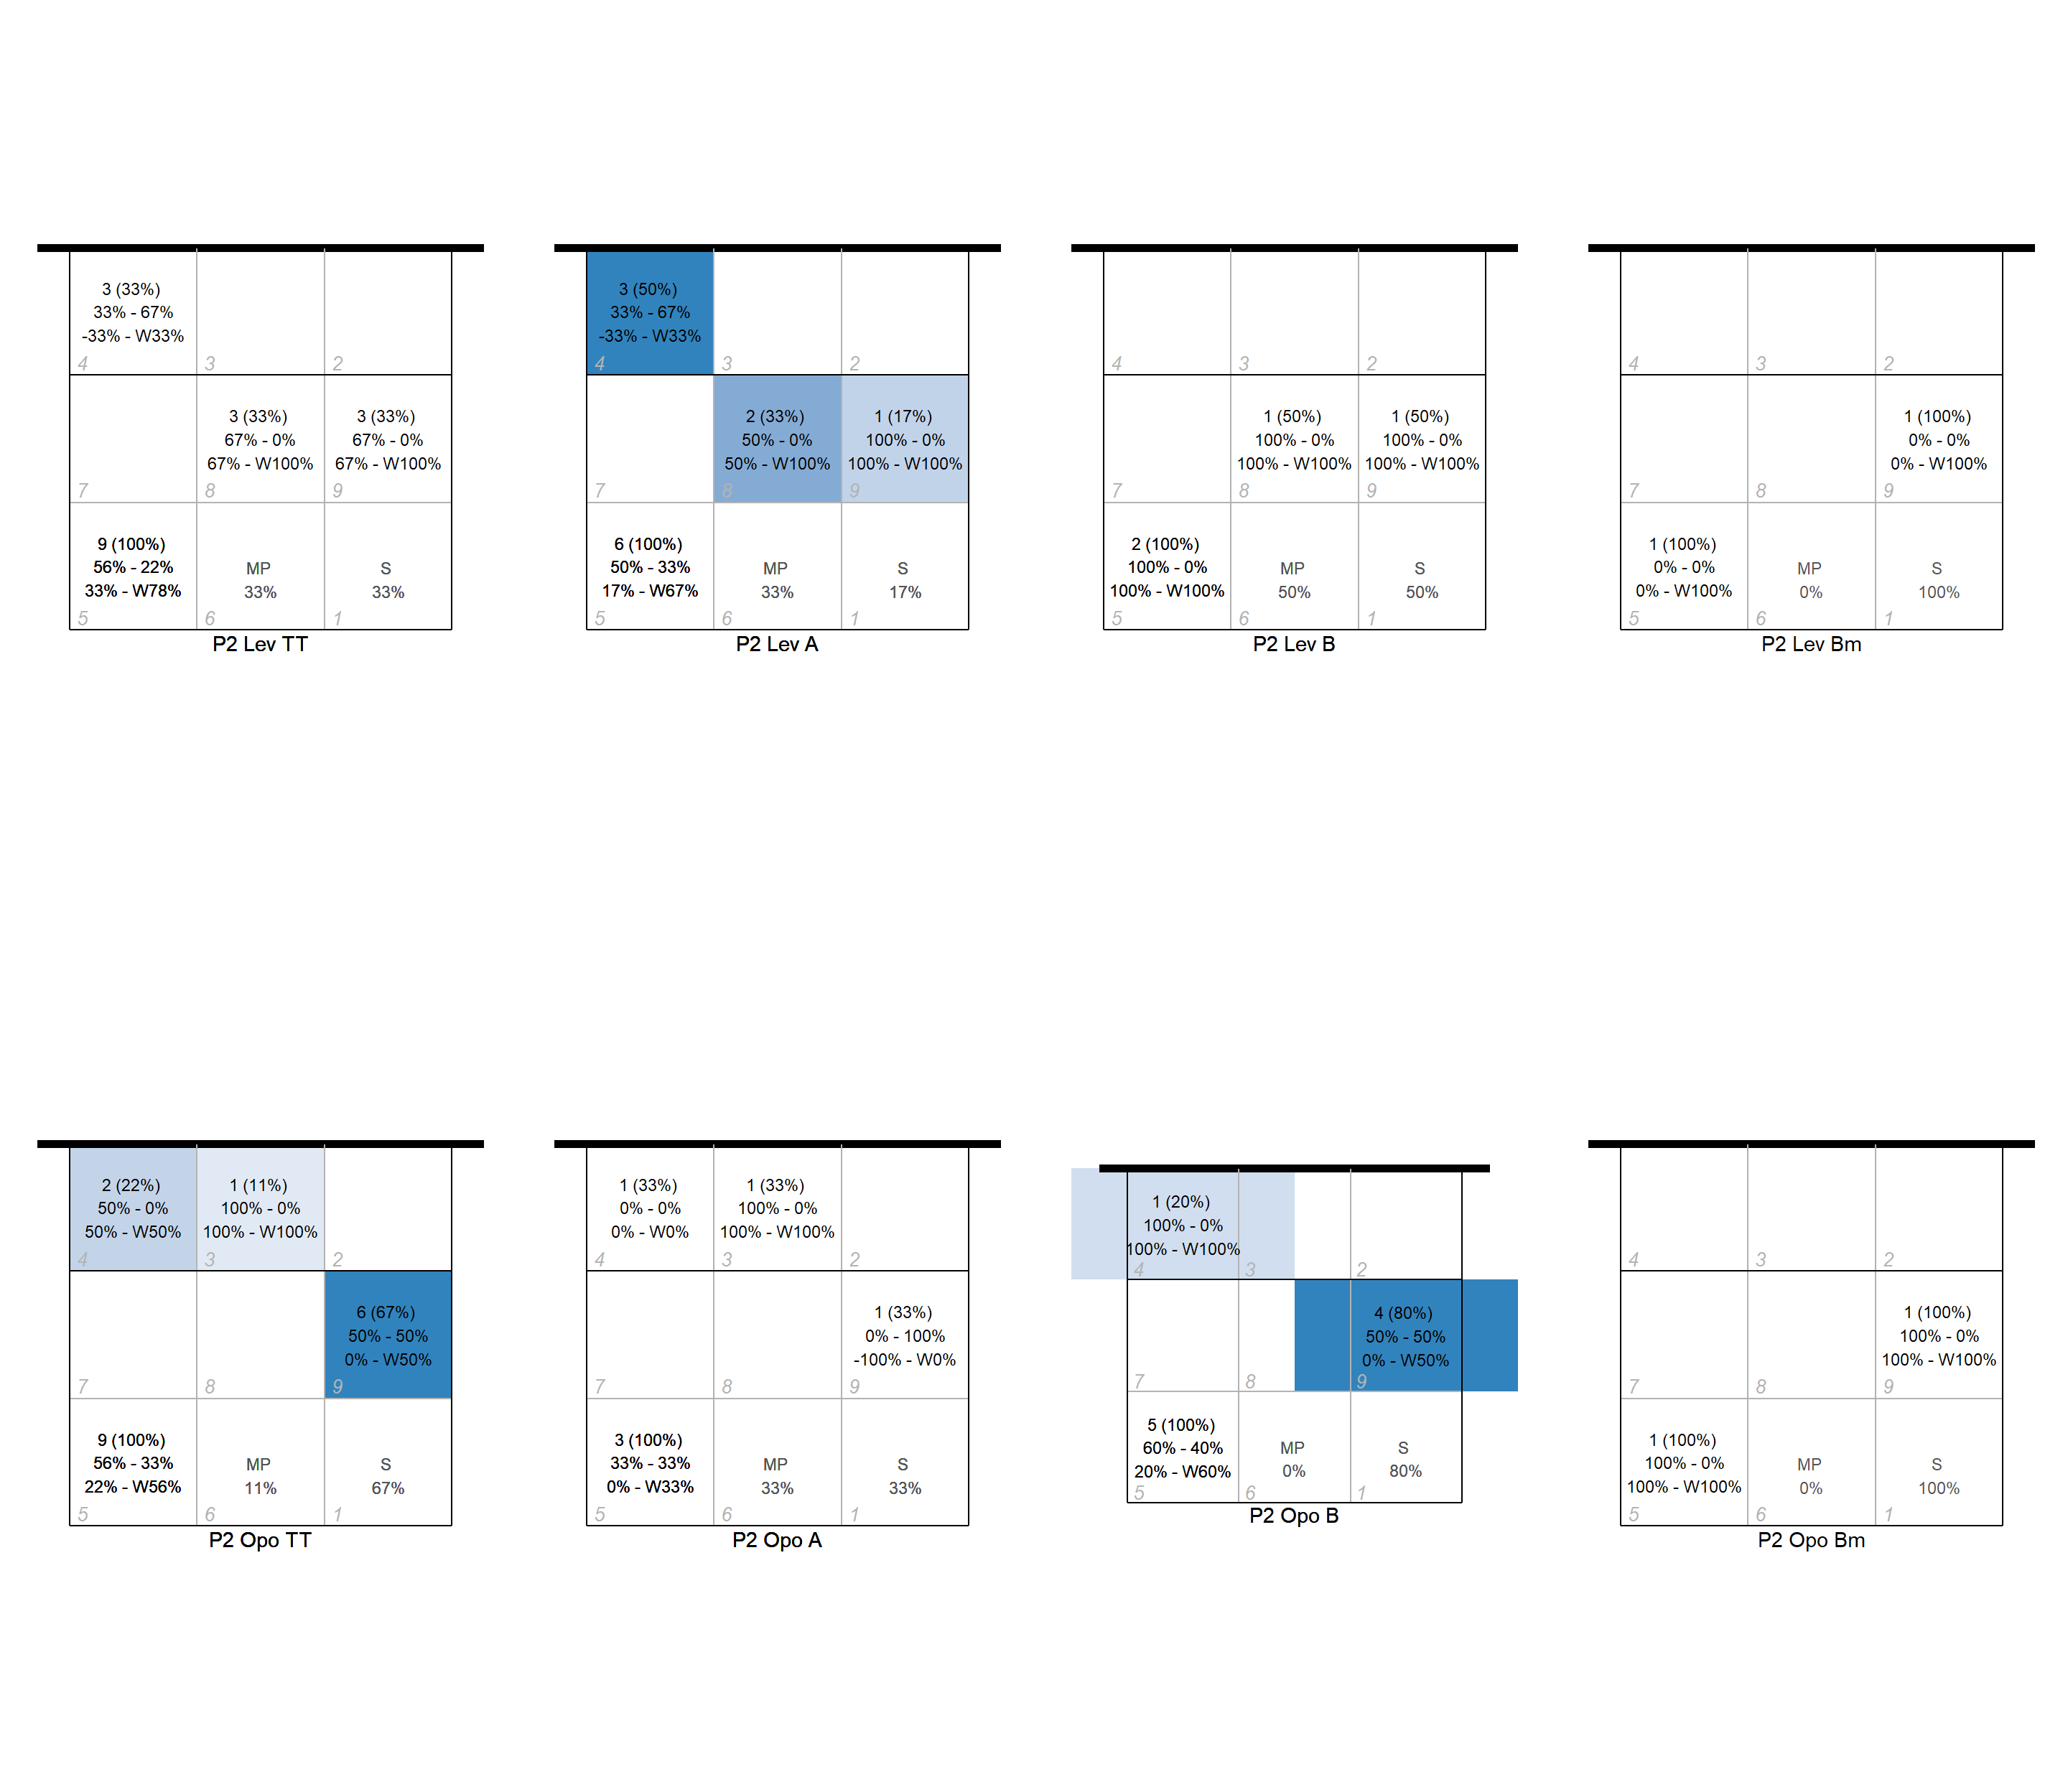 3 (33%)
33% - 67%
-33% - W33%
4
3
2
3 (33%)
67% - 0%
67% - W100%
3 (33%)
67% - 0%
67% - W100%
7
8
9
9 (100%)
56% - 22%
33% - W78%
MP
33%
S
33%
5
6
1
P2 Lev TT
3 (50%)
33% - 67%
-33% - W33%
4
3
2
2 (33%)
50% - 0%
50% - W100%
1 (17%)
100% - 0%
100% - W100%
7
8
9
6 (100%)
50% - 33%
17% - W67%
MP
33%
S
17%
5
6
1
P2 Lev A
4
3
2
1 (50%)
100% - 0%
100% - W100%
1 (50%)
100% - 0%
100% - W100%
7
8
9
2 (100%)
100% - 0%
100% - W100%
MP
50%
S
50%
5
6
1
P2 Lev B
4
3
2
1 (100%)
0% - 0%
0% - W100%
7
8
9
1 (100%)
0% - 0%
0% - W100%
MP
0%
S
100%
5
6
1
P2 Lev Bm
2 (22%)
50% - 0%
50% - W50%
1 (11%)
100% - 0%
100% - W100%
4
3
2
6 (67%)
50% - 50%
0% - W50%
7
8
9
9 (100%)
56% - 33%
22% - W56%
MP
11%
S
67%
5
6
1
P2 Opo TT
1 (33%)
0% - 0%
0% - W0%
1 (33%)
100% - 0%
100% - W100%
4
3
2
1 (33%)
0% - 100%
-100% - W0%
7
8
9
3 (100%)
33% - 33%
0% - W33%
MP
33%
S
33%
5
6
1
P2 Opo A
1 (20%)
100% - 0%
100% - W100%
4
3
2
4 (80%)
50% - 50%
0% - W50%
7
8
9
5 (100%)
60% - 40%
20% - W60%
MP
0%
S
80%
5
6
1
P2 Opo B
4
3
2
1 (100%)
100% - 0%
100% - W100%
7
8
9
1 (100%)
100% - 0%
100% - W100%
MP
0%
S
100%
5
6
1
P2 Opo Bm